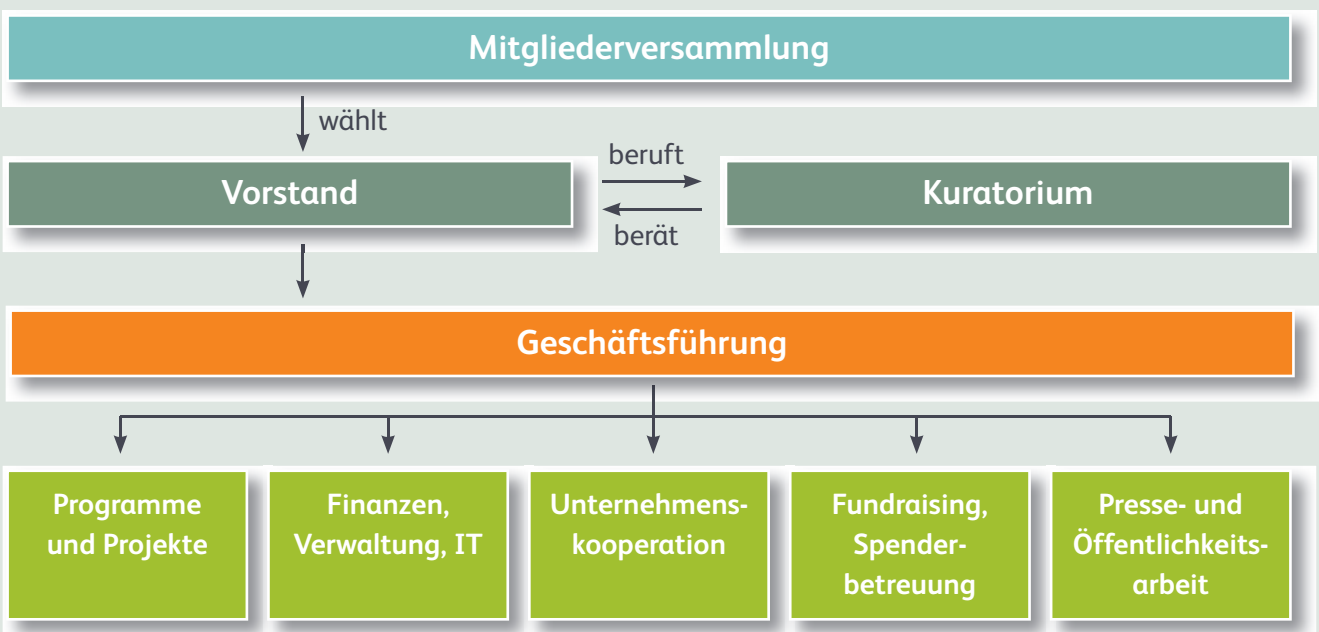 Mitgliederversammlung
wählt
Vorstand
beruft
berät
Kuratorium
Geschäftsführung
Programme
und Projekte
Finanzen,
Verwaltung, IT
Unternehmens-
kooperation
Fundraising,
Spender-
betreuung
Presse- und
Öffentlichkeits-
arbeit